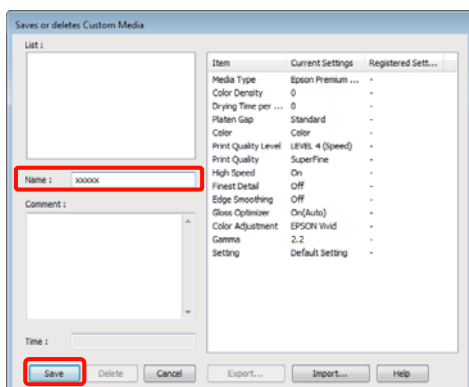 Saves or deletes Custom Media
List :
Item Current Settings Registered Sett...
Media Type Epson Premium ... -
Color Density 0 -
Drying Time per ... 0 -
Platen Gap Standard -
Color Color -
Print Quality Level LEVEL 4 (Speed) -
Print Quality SuperFine -
High Speed On -
Finest Detail Off -
Edge Smoothing Off -
Gloss Optimizer On(Auto) -
Color Adjustment EPSON Vivid -
Gamma 2.2 -
Setting Default Setting -
Name : xxxxx
Comment :
Time :
Save Delete Cancel Export... Import... Help